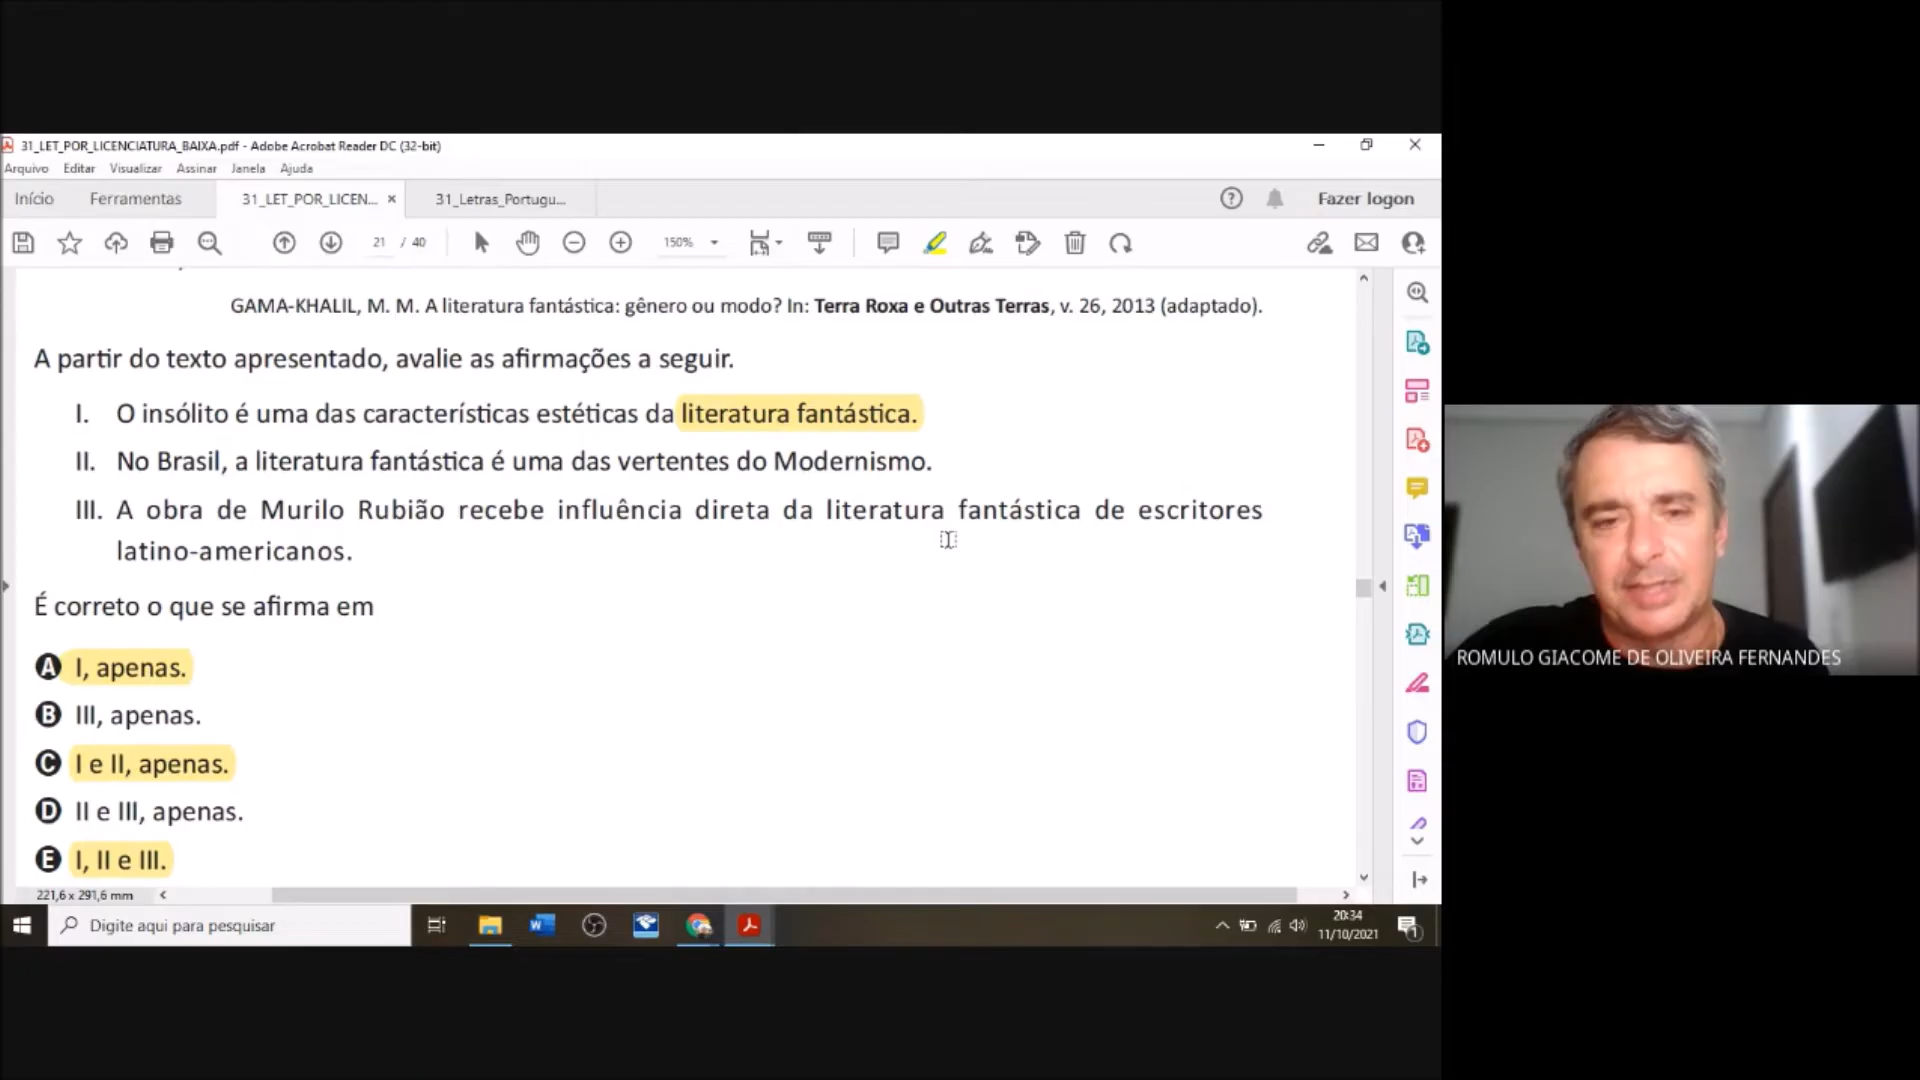 31_LET_POR_LICENCIATURA_BAIXA.pdf - Adobe Acrobat Reader DC (32-bit)
Arquivo Editar Visualizar Assinar Janela Ajuda
Início Ferramentas 31_LET_POR_LICEN... × 31_Letras_Portugu... Fazer logon
21 / 40 150%
GAMA-KHALIL, M. M. A literatura fantástica: gênero ou modo? In: Terra Roxa e Outras Terras, v. 26, 2013 (adaptado).
A partir do texto apresentado, avalie as afirmações a seguir.
I. O insólito é uma das características estéticas da literatura fantástica.
II. No Brasil, a literatura fantástica é uma das vertentes do Modernismo.
III. A obra de Murilo Rubião recebe influência direta da literatura fantástica de escritores
latino-americanos.
É correto o que se afirma em
A I, apenas.
B III, apenas.
C I e II, apenas.
D II e III, apenas.
E I, II e III.
221,6 x 291,6 mm
Digite aqui para pesquisar
20:34
11/10/2021
1
ROMULO GIACOME DE OLIVEIRA FERNANDES